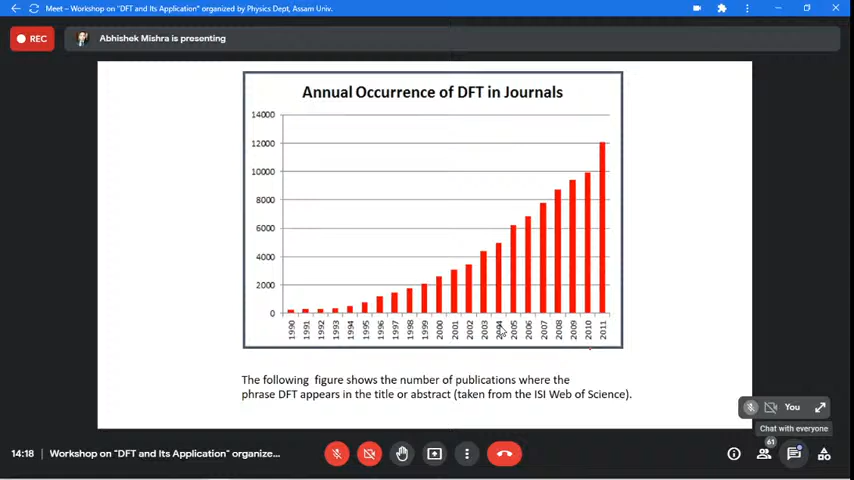 Meet – Workshop on "DFT and Its Application" organized by Physics Dept, Assam Univ.
REC
Abhishek Mishra is presenting
Annual Occurrence of DFT in Journals
14000
12000
10000
8000
6000
4000
2000
0
1990 1991 1992 1993 1994 1995 1996 1997 1998 1999 2000 2001 2002 2003 2004 2005 2006 2007 2008 2009 2010 2011
The following figure shows the number of publications where the
phrase DFT appears in the title or abstract (taken from the ISI Web of Science).
You
Chat with everyone
61
14:18 Workshop on "DFT and Its Application" organize...